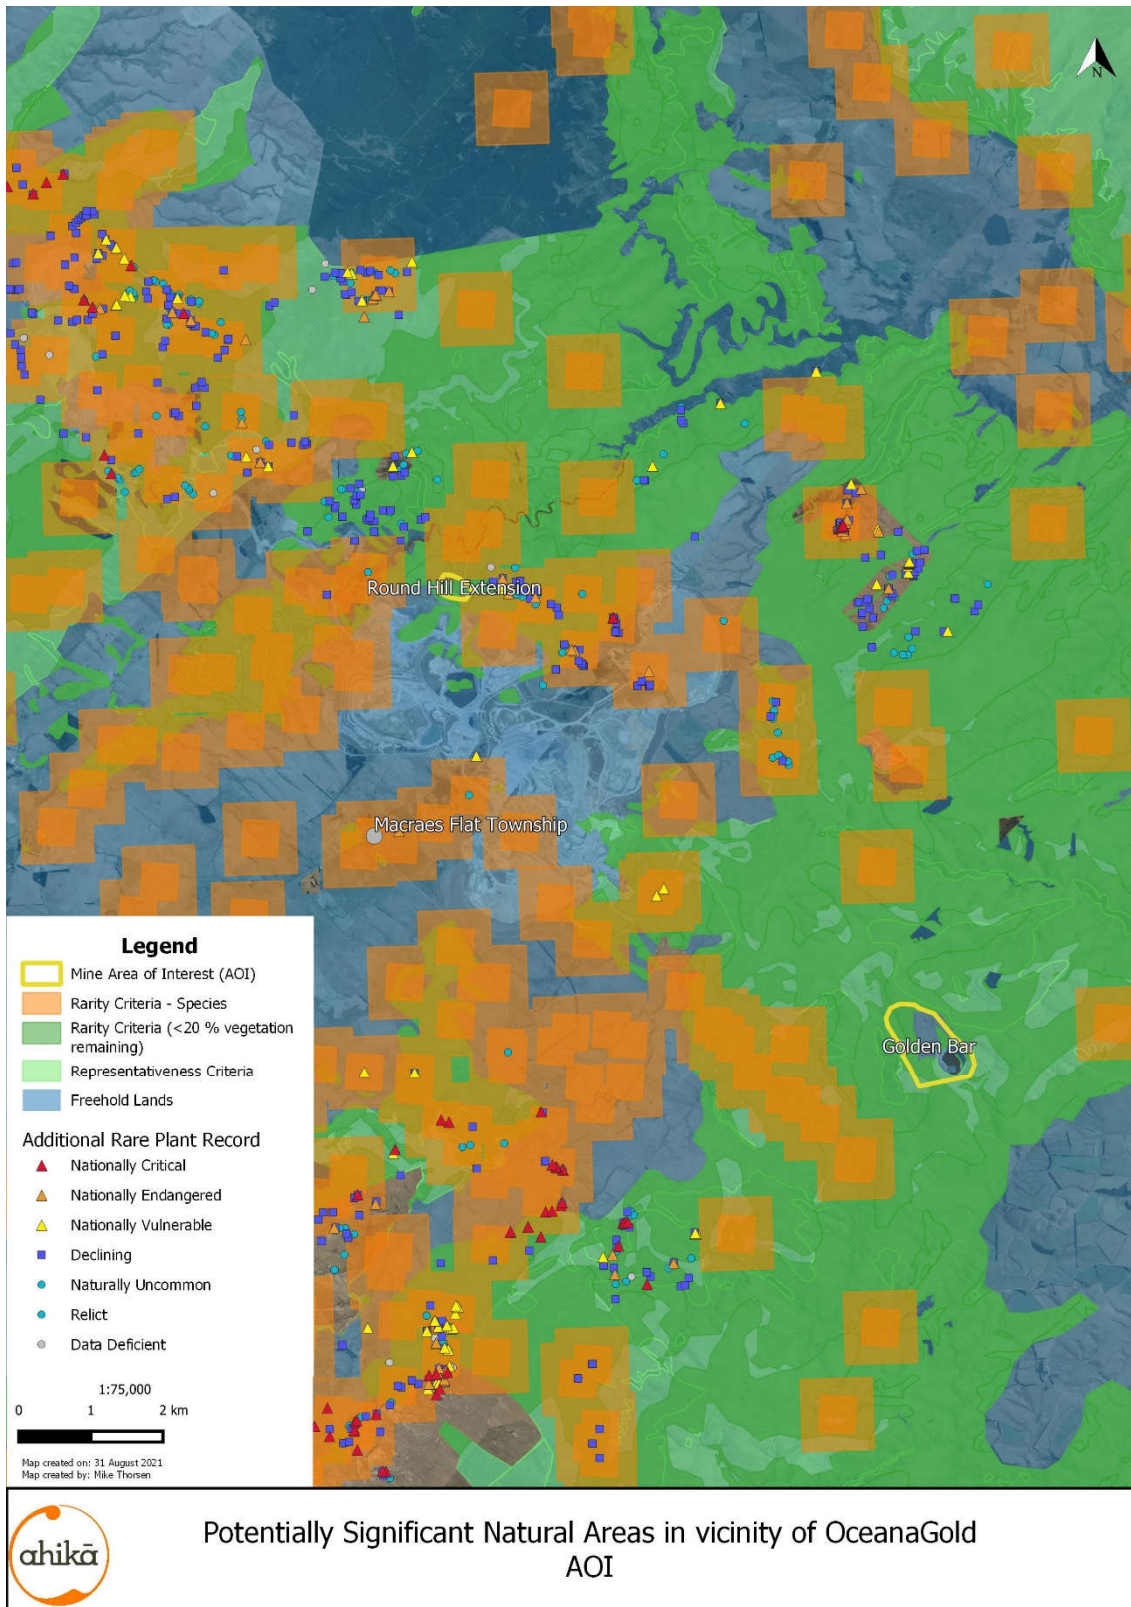 N
Round Hill Extension
Macraes Flat Township
Golden Bar
Legend
Mine Area of Interest (AOI)
Rarity Criteria - Species
Rarity Criteria (<20 % vegetation
remaining)
Representativeness Criteria
Freehold Lands
Additional Rare Plant Record
Nationally Critical
Nationally Endangered
Nationally Vulnerable
Declining
Naturally Uncommon
Relict
Data Deficient
1:75,000
0 1 2 km
Map created on: 31 August 2021
Map created by: Mike Thorsen
ahikā
Potentially Significant Natural Areas in vicinity of OceanaGold
AOI